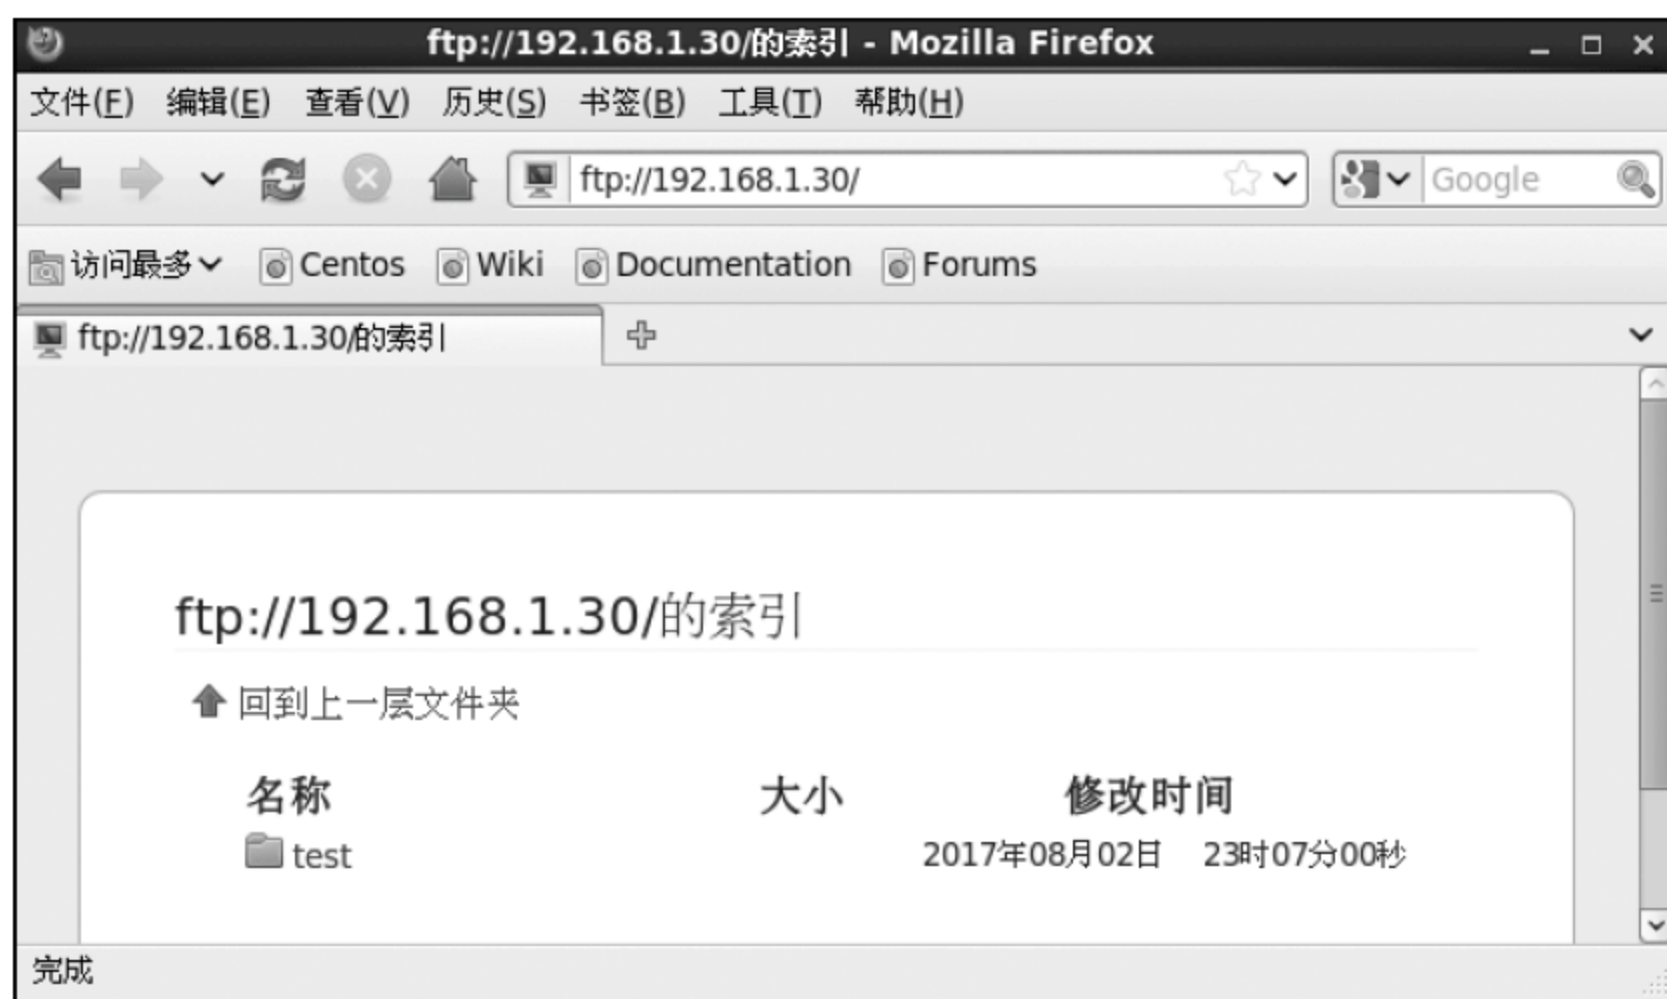 ftp://192.168.1.30/的索引 - Mozilla Firefox
文件(F) 编辑(E) 查看(V) 历史(S) 书签(B) 工具(T) 帮助(H)
ftp://192.168.1.30/ Google
访问最多 Centos Wiki Documentation Forums
ftp://192.168.1.30/的索引
ftp://192.168.1.30/的索引
回到上一层文件夹
名称 大小 修改时间
test 2017年08月02日 23时07分00秒
完成